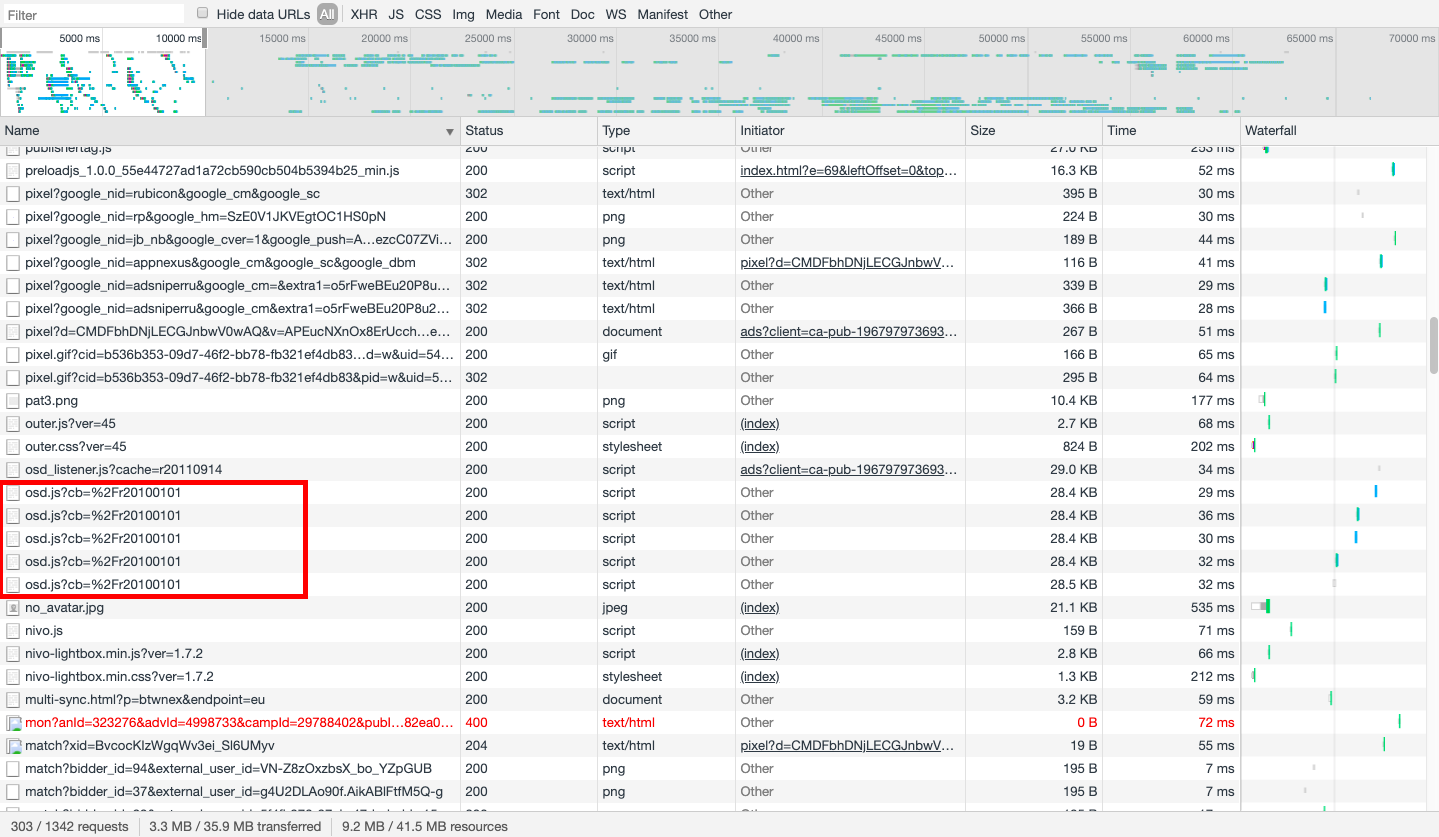 Filter Hide data URLs All XHR JS CSS Img Media Font Doc WS Manifest Other
5000 ms 10000 ms 15000 ms 20000 ms 25000 ms 30000 ms 35000 ms 40000 ms 45000 ms 50000 ms 55000 ms 60000 ms 65000 ms 70000 ms
Name Status Type Initiator Size Time Waterfall
publishertag.js 200 script Other 27.0 KB 253 ms
preloadjs_1.0.0_55e44727ad1a72cb590cb504b5394b25_min.js 200 script index.html?e=69&leftOffset=0&top… 16.3 KB 52 ms
pixel?google_nid=rubicon&google_cm&google_sc 302 text/html Other 395 B 30 ms
pixel?google_nid=rp&google_hm=SzE0V1JKVEgtOC1HS0pN 200 png Other 224 B 30 ms
pixel?google_nid=jb_nb&google_cver=1&google_push=A…ezcC07ZVi… 200 png Other 189 B 44 ms
pixel?google_nid=appnexus&google_cm&google_sc&google_dbm 302 text/html pixel?d=CMDFbhDNjLECGJnbwV… 116 B 41 ms
pixel?google_nid=adsniperru&google_cm=&extra1=o5rFweBEu20P8u… 302 text/html Other 339 B 29 ms
pixel?google_nid=adsniperru&google_cm&extra1=o5rFweBEu20P8u2… 302 text/html Other 366 B 28 ms
pixel?d=CMDFbhDNjLECGJnbwV0wAQ&v=APEucNXnOx8ErUcch…e… 200 document ads?client=ca-pub-196797973693… 267 B 51 ms
pixel.gif?cid=b536b353-09d7-46f2-bb78-fb321ef4db83…d=w&uid=54… 200 gif Other 166 B 65 ms
pixel.gif?cid=b536b353-09d7-46f2-bb78-fb321ef4db83&pid=w&uid=5… 302 Other 295 B 64 ms
pat3.png 200 png Other 10.4 KB 177 ms
outer.js?ver=45 200 script (index) 2.7 KB 68 ms
outer.css?ver=45 200 stylesheet (index) 824 B 202 ms
osd_listener.js?cache=r20110914 200 script ads?client=ca-pub-196797973693… 29.0 KB 34 ms
osd.js?cb=%2Fr20100101 200 script Other 28.4 KB 29 ms
osd.js?cb=%2Fr20100101 200 script Other 28.4 KB 36 ms
osd.js?cb=%2Fr20100101 200 script Other 28.4 KB 30 ms
osd.js?cb=%2Fr20100101 200 script Other 28.4 KB 32 ms
osd.js?cb=%2Fr20100101 200 script Other 28.5 KB 32 ms
no_avatar.jpg 200 jpeg (index) 21.1 KB 535 ms
nivo.js 200 script Other 159 B 71 ms
nivo-lightbox.min.js?ver=1.7.2 200 script (index) 2.8 KB 66 ms
nivo-lightbox.min.css?ver=1.7.2 200 stylesheet (index) 1.3 KB 212 ms
multi-sync.html?p=btwnex&endpoint=eu 200 document Other 3.2 KB 59 ms
mon?anId=323276&advId=4998733&campId=29788402&pubI…82ea0… 400 text/html Other 0 B 72 ms
match?xid=BvcocKlzWgqWv3ei_Sl6UMyv 204 text/html pixel?d=CMDFbhDNjLECGJnbwV… 19 B 55 ms
match?bidder_id=94&external_user_id=VN-Z8zOxzbsX_bo_YZpGUB 200 png Other 195 B 7 ms
match?bidder_id=37&external_user_id=g4U2DLAo90f.AikABlFtfM5Q-g 200 png Other 195 B 7 ms
303 / 1342 requests 3.3 MB / 35.9 MB transferred 9.2 MB / 41.5 MB resources